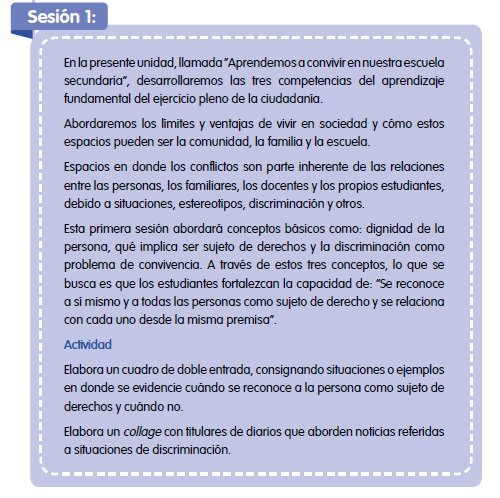 Sesión 1:
En la presente unidad, llamada “Aprendemos a convivir en nuestra escuela
secundaria”, desarrollaremos las tres competencias del aprendizaje
fundamental del ejercicio pleno de la ciudadanía.
Abordaremos los límites y ventajas de vivir en sociedad y cómo estos
espacios pueden ser la comunidad, la familia y la escuela.
Espacios en donde los conflictos son parte inherente de las relaciones
entre las personas, los familiares, los docentes y los propios estudiantes,
debido a situaciones, estereotipos, discriminación y otros.
Esta primera sesión abordará conceptos básicos como: dignidad de la
persona, qué implica ser sujeto de derechos y la discriminación como
problema de convivencia. A través de estos tres conceptos, lo que se
busca es que los estudiantes fortalezcan la capacidad de: “Se reconoce
a sí mismo y a todas las personas como sujeto de derecho y se relaciona
con cada uno desde la misma premisa”.
Actividad
Elabora un cuadro de doble entrada, consignando situaciones o ejemplos
en donde se evidencie cuándo se reconoce a la persona como sujeto de
derechos y cuándo no.
Elabora un collage con titulares de diarios que aborden noticias referidas
a situaciones de discriminación.